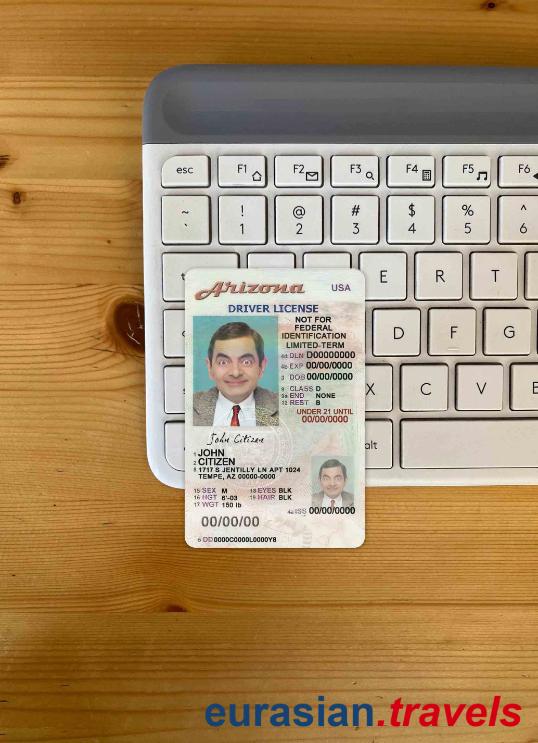 esc F1 F2 F3 F4 F5 F6
~ ! @ # $ % ^
` 1 2 3 4 5 6
E R T
D F G
X C V
alt
Arizona USA
DRIVER LICENSE
NOT FOR
FEDERAL
IDENTIFICATION
LIMITED-TERM
4d DLN D00000000
4b EXP 00/00/0000
3 DOB 00/00/0000
9 CLASS D
9a END NONE
12 REST B
UNDER 21 UNTIL
00/00/0000
John Citizen
1 JOHN
2 CITIZEN
8 1717 S JENTILLY LN APT 1024
TEMPE, AZ 00000-0000
15 SEX M 18 EYES BLK
16 HGT 6'-03 19 HAIR BLK
17 WGT 150 lb
4a ISS 00/00/0000
00/00/00
5 DD 0000C0000L0000Y8
eurasian.travels